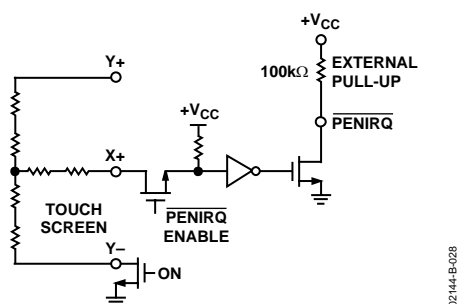 +VCC
100kΩ
EXTERNAL
PULL-UP
Y+
+VCC
PENIRQ
X+
TOUCH
SCREEN
PENIRQ
ENABLE
Y–
ON
02144-B-028